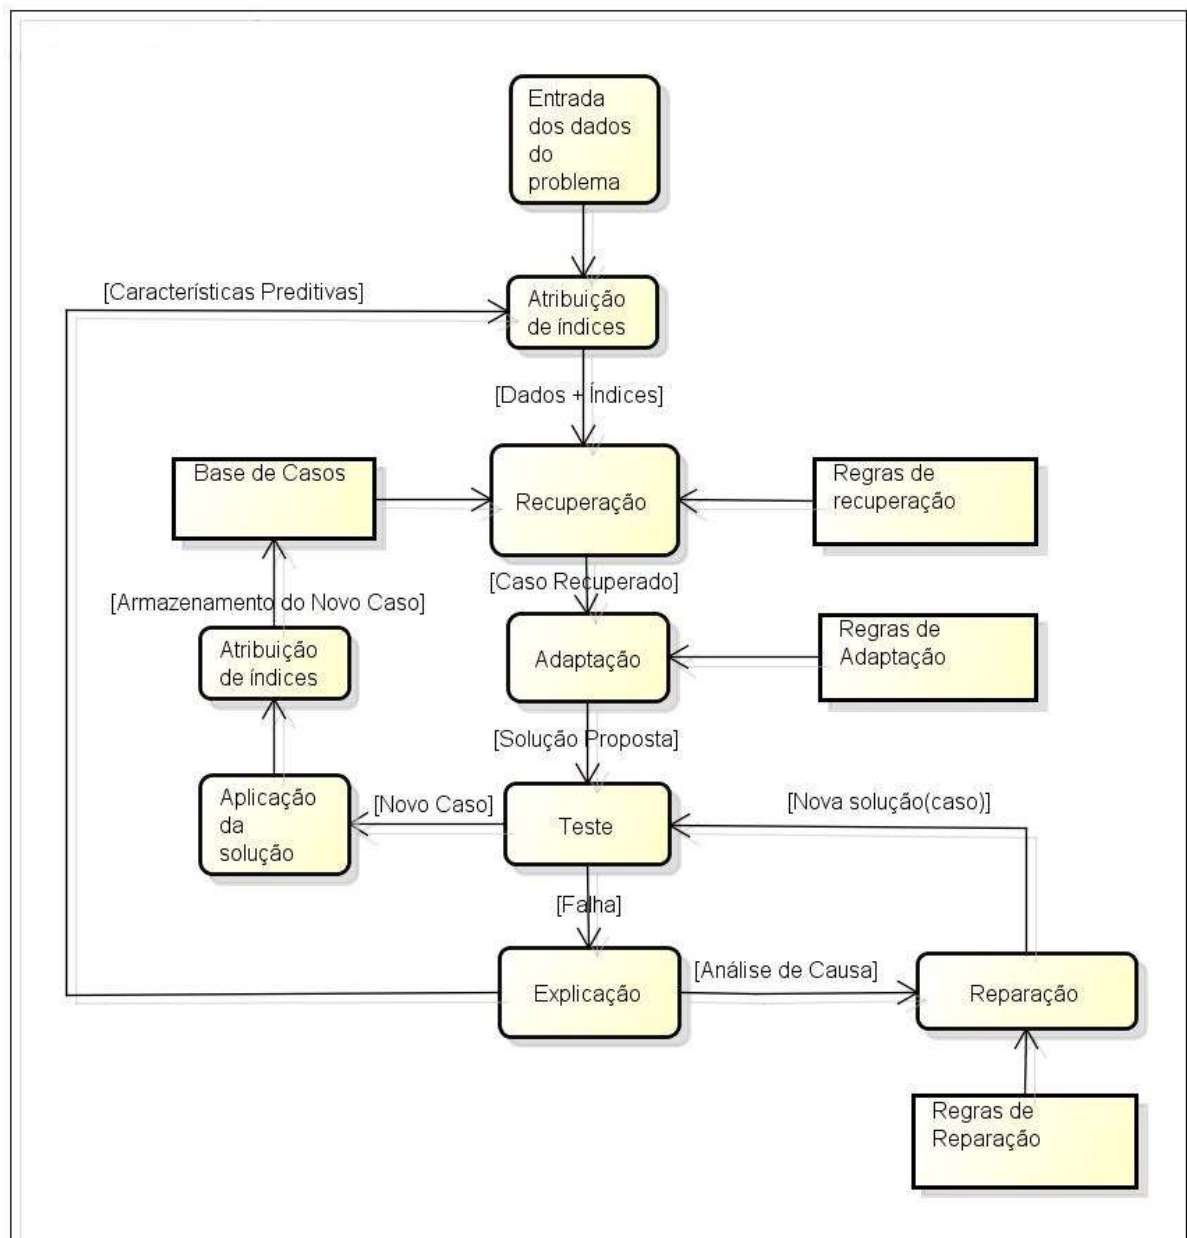 Entrada
dos dados
do
problema
[Características Preditivas]
Atribuição
de índices
[Dados + Índices]
Base de Casos
Recuperação
Regras de
recuperação
[Caso Recuperado]
[Armazenamento do Novo Caso]
Atribuição
de índices
Adaptação
Regras de
Adaptação
[Solução Proposta]
Aplicação
da
solução
[Novo Caso]
Teste
[Nova solução(caso)]
[Falha]
Explicação
[Análise de Causa]
Reparação
Regras de
Reparação